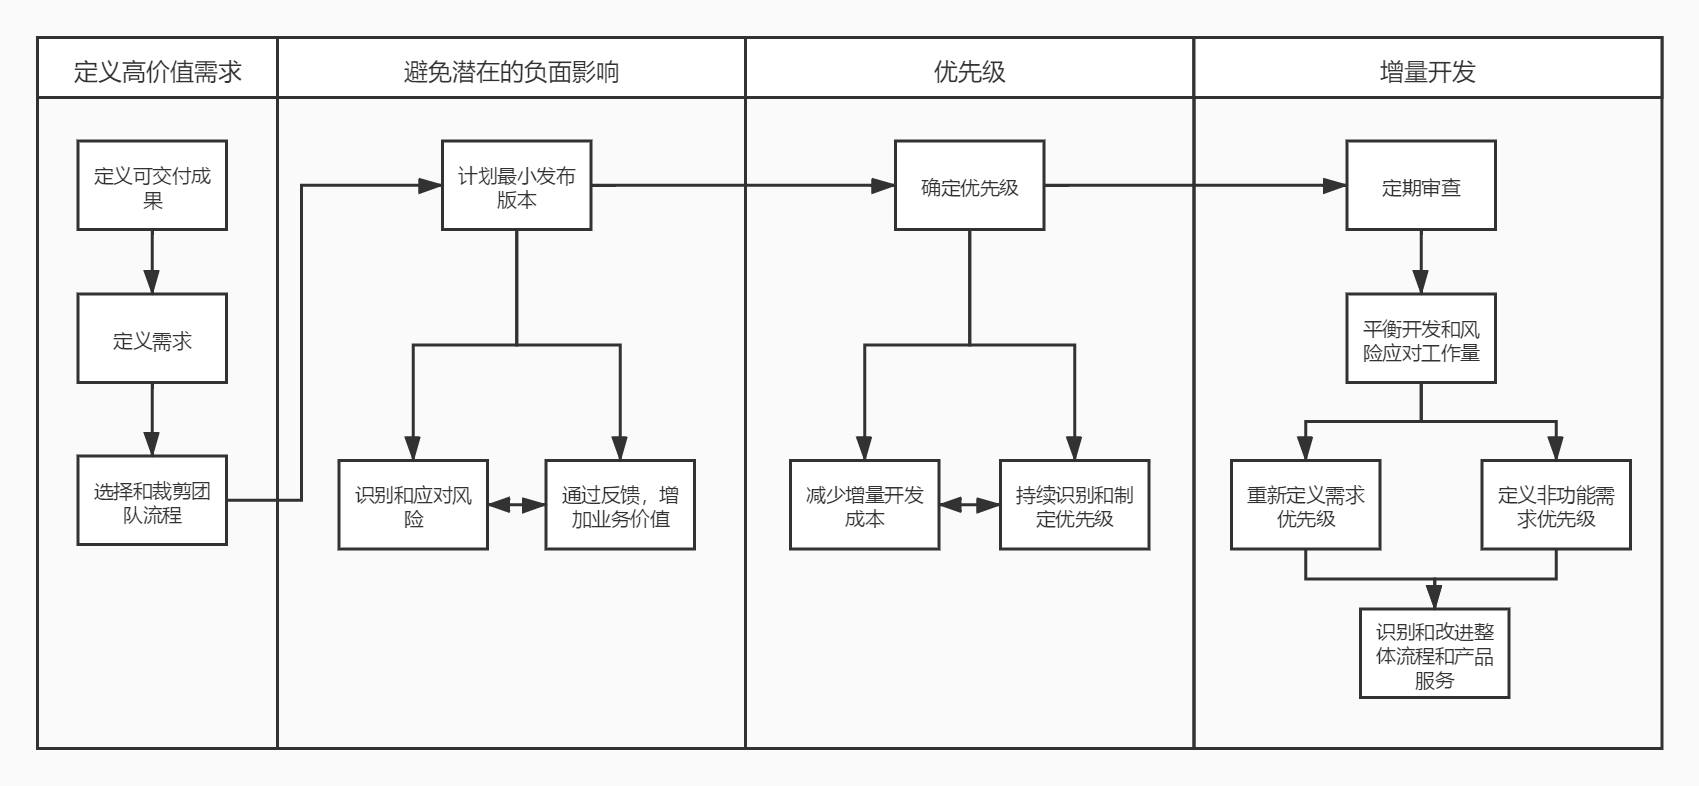 定义高价值需求
避免潜在的负面影响
优先级
增量开发
定义可交付成
果
定义需求
选择和裁剪团
队流程
计划最小发布
版本
识别和应对风
险
通过反馈，增
加业务价值
确定优先级
减少增量开发
成本
持续识别和制
定优先级
定期审查
平衡开发和风
险应对工作量
重新定义需求
优先级
定义非功能需
求优先级
识别和改进整
体流程和产品
服务